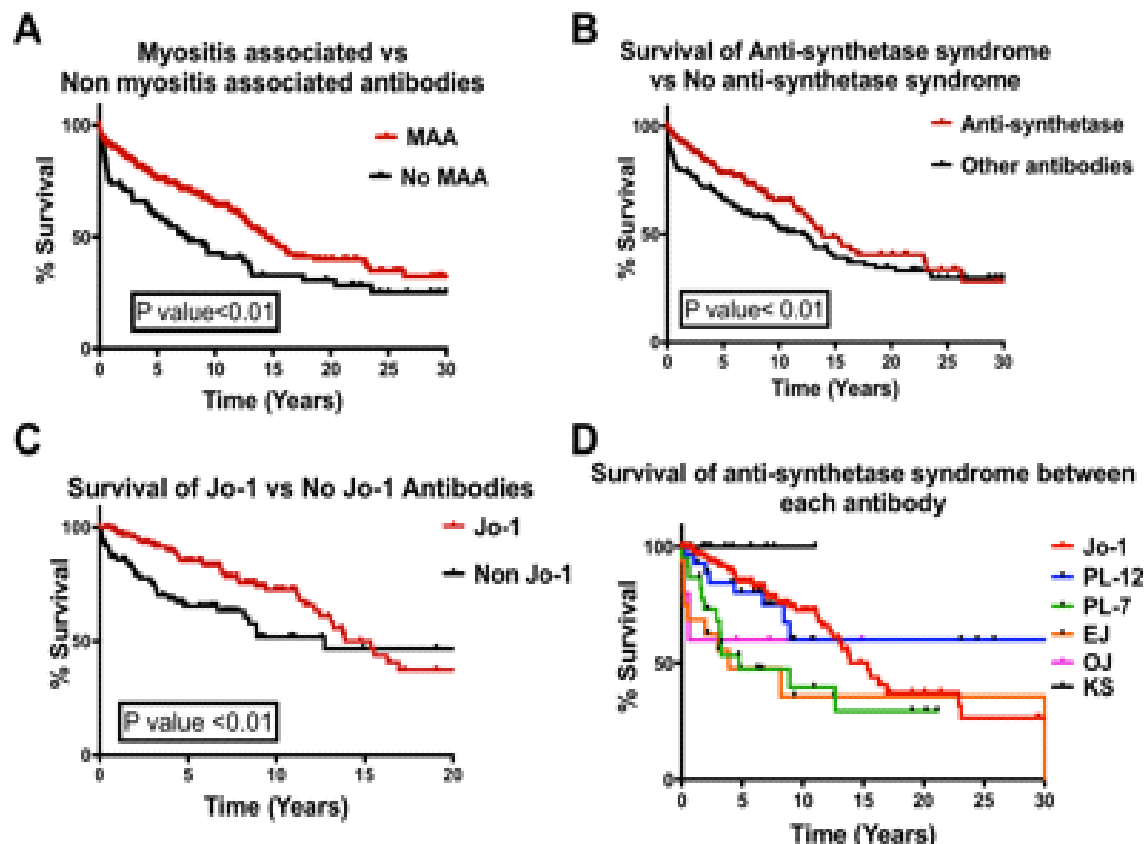 A
Myositis associated vs
Non myositis associated antibodies
100
50
0
% Survival
MAA
No MAA
P value<0.01
0 5 10 15 20 25 30
Time (Years)
B
Survival of Anti-synthetase syndrome
vs No anti-synthetase syndrome
100
50
0
% Survival
Anti-synthetase
Other antibodies
P value< 0.01
0 5 10 15 20 25 30
Time (Years)
C
Survival of Jo-1 vs No Jo-1 Antibodies
100
50
0
% Survival
Jo-1
Non Jo-1
P value <0.01
0 5 10 15 20
Time (Years)
D
Survival of anti-synthetase syndrome between
each antibody
100
50
0
% Survival
Jo-1
PL-12
PL-7
EJ
OJ
KS
0 5 10 15 20 25 30
Time (Years)